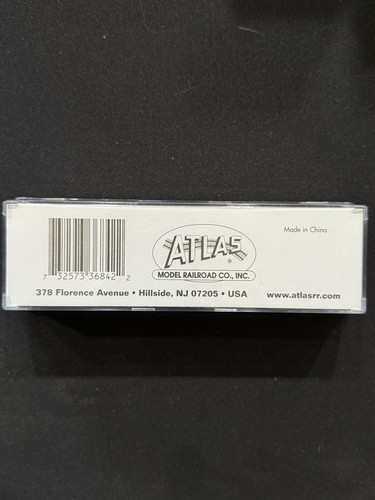 Made in China
ATLAS®
MODEL RAILROAD CO., INC.
7 32573 36842 2
378 Florence Avenue • Hillside, NJ 07205 • USA www.atlasrr.com